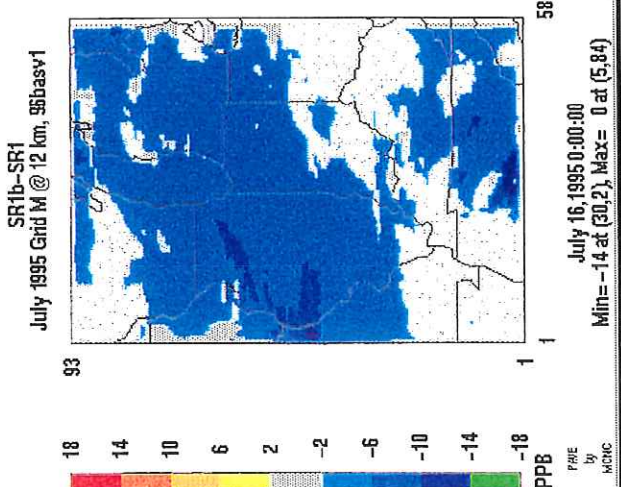 SR1b-SR1
July 1995 Grid M @ 12 km, 96basv1
93
1
1
58
18
14
10
6
2
-2
-6
-10
-14
-18
PPB
PAVE
by
MCNC
July 16,1995 0:00:00
Min= -14 at (30,2), Max= 0 at (5,84)